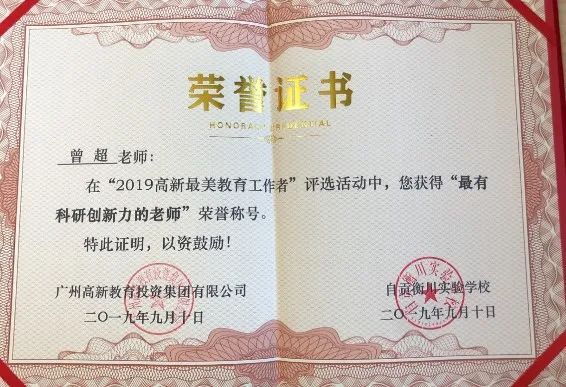 荣誉证书
HONORARY CREDENTIAL
曾超老师:
在“2019高新最美教育工作者”评选活动中,您获得“最有
科研创新力的老师”荣誉称号。
特此证明,以资鼓励!
广州高新教育投资集团有限公司
二〇一九年九月十日
自贡衡川实验学校
二〇一九年九月十日